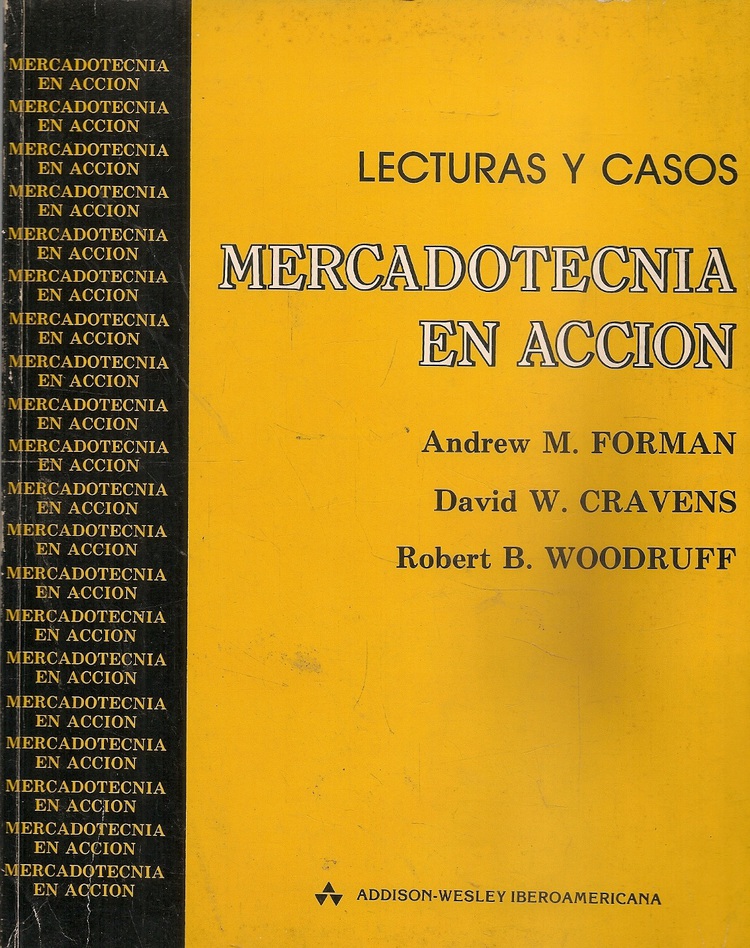 MERCADOTECNIA
EN ACCION
MERCADOTECNIA
EN ACCION
MERCADOTECNIA
EN ACCION
MERCADOTECNIA
EN ACCION
MERCADOTECNIA
EN ACCION
MERCADOTECNIA
EN ACCION
MERCADOTECNIA
EN ACCION
MERCADOTECNIA
EN ACCION
MERCADOTECNIA
EN ACCION
MERCADOTECNIA
EN ACCION
MERCADOTECNIA
EN ACCION
MERCADOTECNIA
EN ACCION
MERCADOTECNIA
EN ACCION
MERCADOTECNIA
EN ACCION
MERCADOTECNIA
EN ACCION
MERCADOTECNIA
EN ACCION
MERCADOTECNIA
EN ACCION
MERCADOTECNIA
EN ACCION
MERCADOTECNIA
EN ACCION
MERCADOTECNIA
EN ACCION
LECTURAS Y CASOS
MERCADOTECNIA
EN ACCION
Andrew M. FORMAN
David W. CRAVENS
Robert B. WOODRUFF
ADDISON-WESLEY IBEROAMERICANA